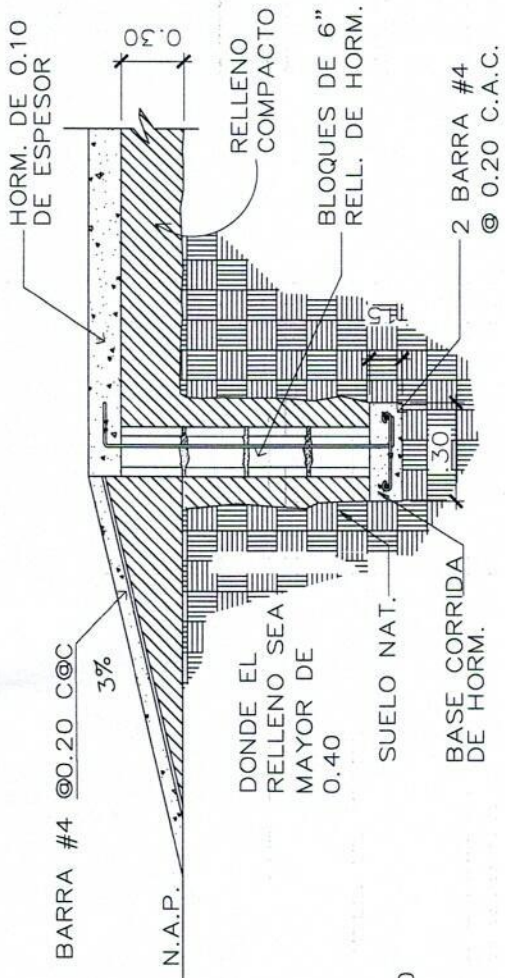 BARRA #4 @0.20 C@C
3%
N.A.P.
HORM. DE 0.10
DE ESPESOR
0.30
RELLENO
COMPACTO
BLOQUES DE 6"
RELL. DE HORM.
DONDE EL
RELLENO SEA
MAYOR DE
0.40
SUELO NAT.
BASE CORRIDA
DE HORM.
.15
.30
2 BARRA #4
@ 0.20 C.A.C.